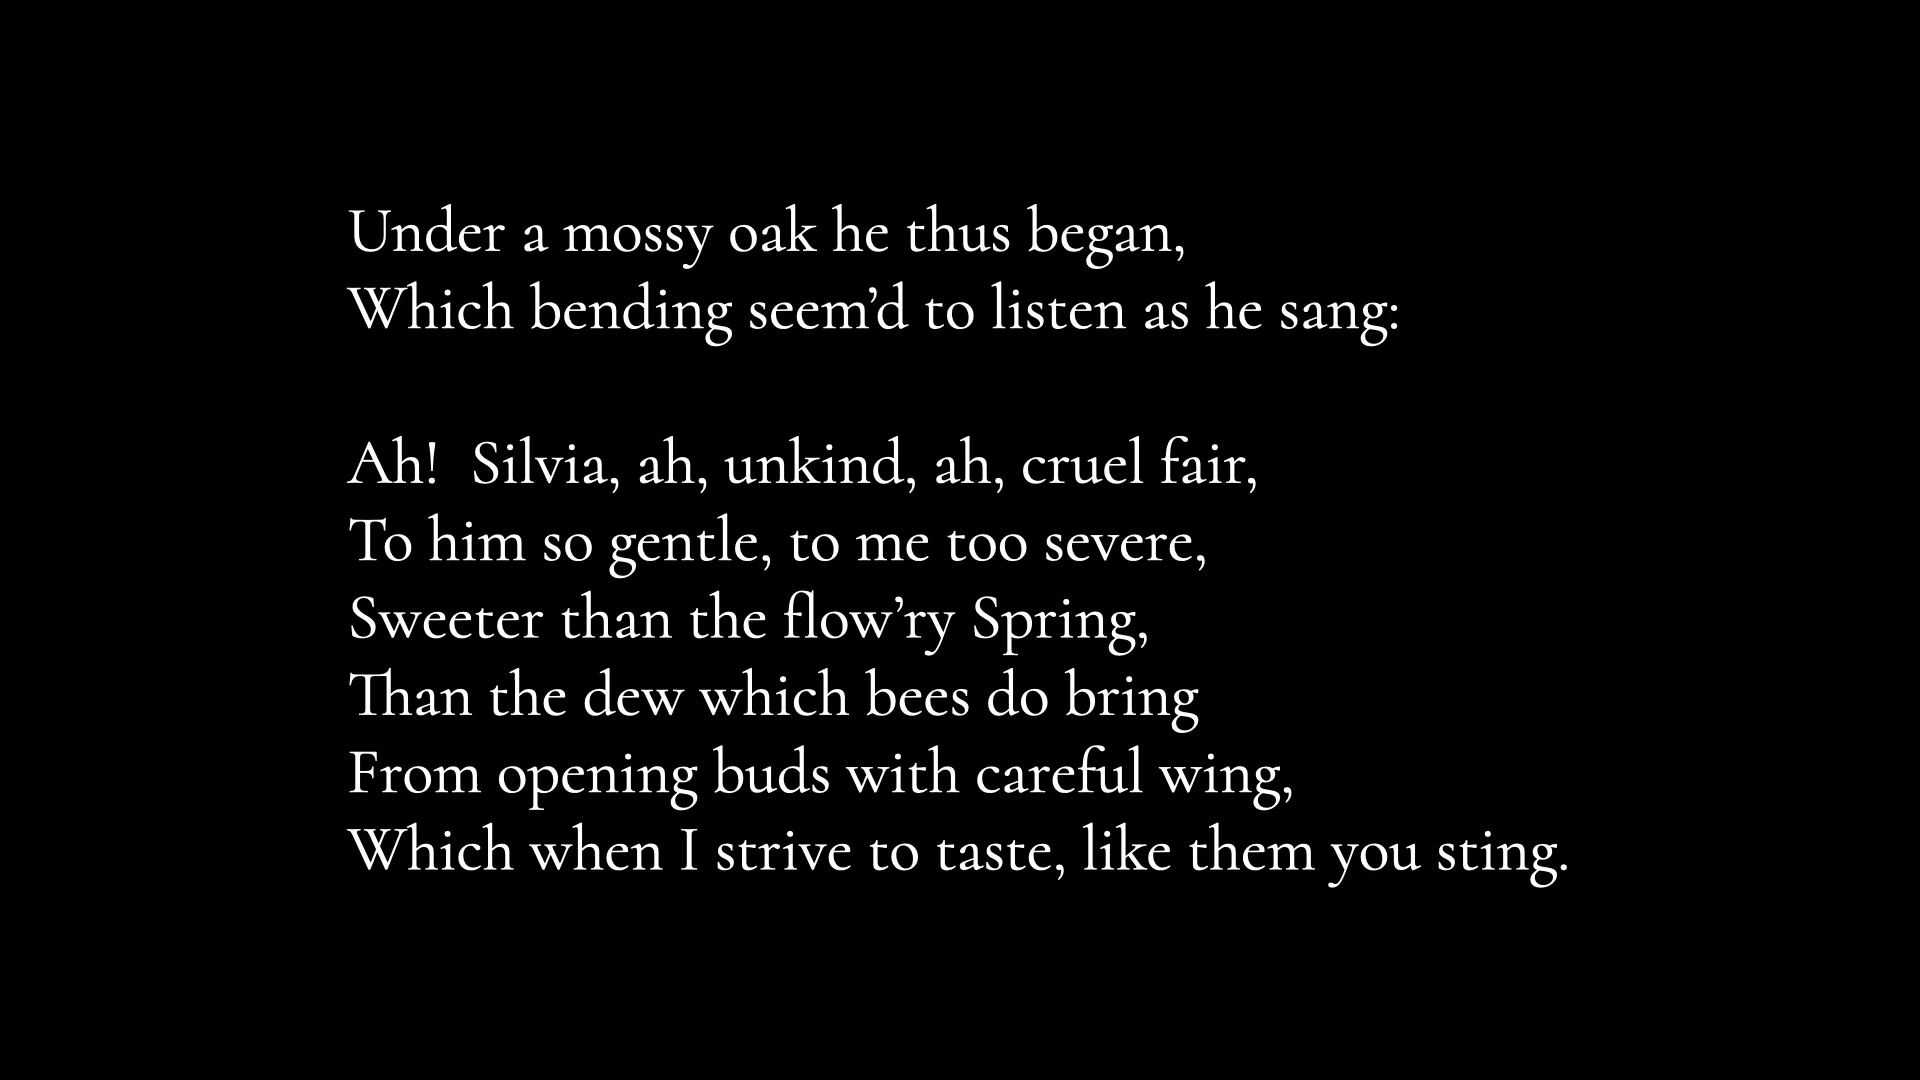 Under a mossy oak he thus began,
Which bending seem’d to listen as he sang:
Ah!  Silvia, ah, unkind, ah, cruel fair,
To him so gentle, to me too severe,
Sweeter than the flow’ry Spring,
Than the dew which bees do bring
From opening buds with careful wing,
Which when I strive to taste, like them you sting.